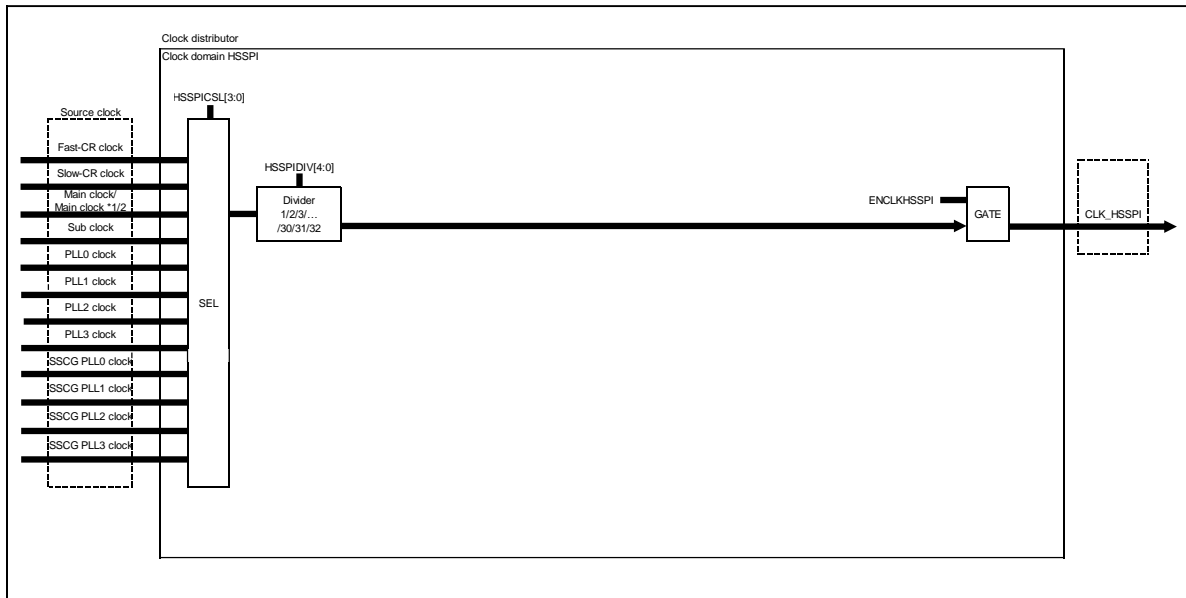 Clock distributor
Clock domain HSSPI
HSSPICSL[3:0]
Source clock
Fast-CR clock
Slow-CR clock
Main clock/
Main clock *1/2
Sub clock
PLL0 clock
PLL1 clock
PLL2 clock
PLL3 clock
SSCG PLL0 clock
SSCG PLL1 clock
SSCG PLL2 clock
SSCG PLL3 clock
SEL
HSSPIDIV[4:0]
Divider
1/2/3/...
/30/31/32
ENCLKHSSPI
GATE
CLK_HSSPI